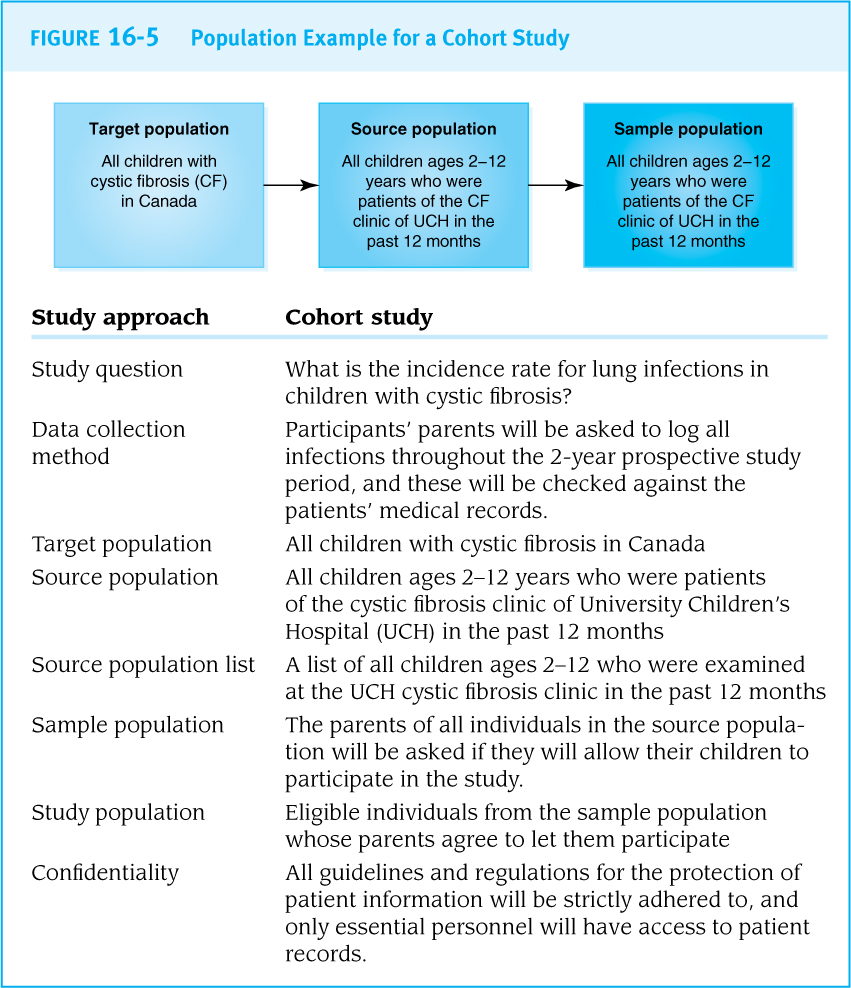 FIGURE 16-5 Population Example for a Cohort Study
Target population
All children with
cystic fibrosis (CF)
in Canada
Source population
All children ages 2–12
years who were
patients of the CF
clinic of UCH in the
past 12 months
Sample population
All children ages 2–12
years who were
patients of the CF
clinic of UCH in the
past 12 months
Study approach Cohort study
Study question What is the incidence rate for lung infections in
children with cystic fibrosis?
Data collection Participants’ parents will be asked to log all
method infections throughout the 2-year prospective study
period, and these will be checked against the
patients’ medical records.
Target population All children with cystic fibrosis in Canada
Source population All children ages 2–12 years who were patients
of the cystic fibrosis clinic of University Children’s
Hospital (UCH) in the past 12 months
Source population list A list of all children ages 2–12 who were examined
at the UCH cystic fibrosis clinic in the past 12 months
Sample population The parents of all individuals in the source popula-
tion will be asked if they will allow their children to
participate in the study.
Study population Eligible individuals from the sample population
whose parents agree to let them participate
Confidentiality All guidelines and regulations for the protection of
patient information will be strictly adhered to, and
only essential personnel will have access to patient
records.